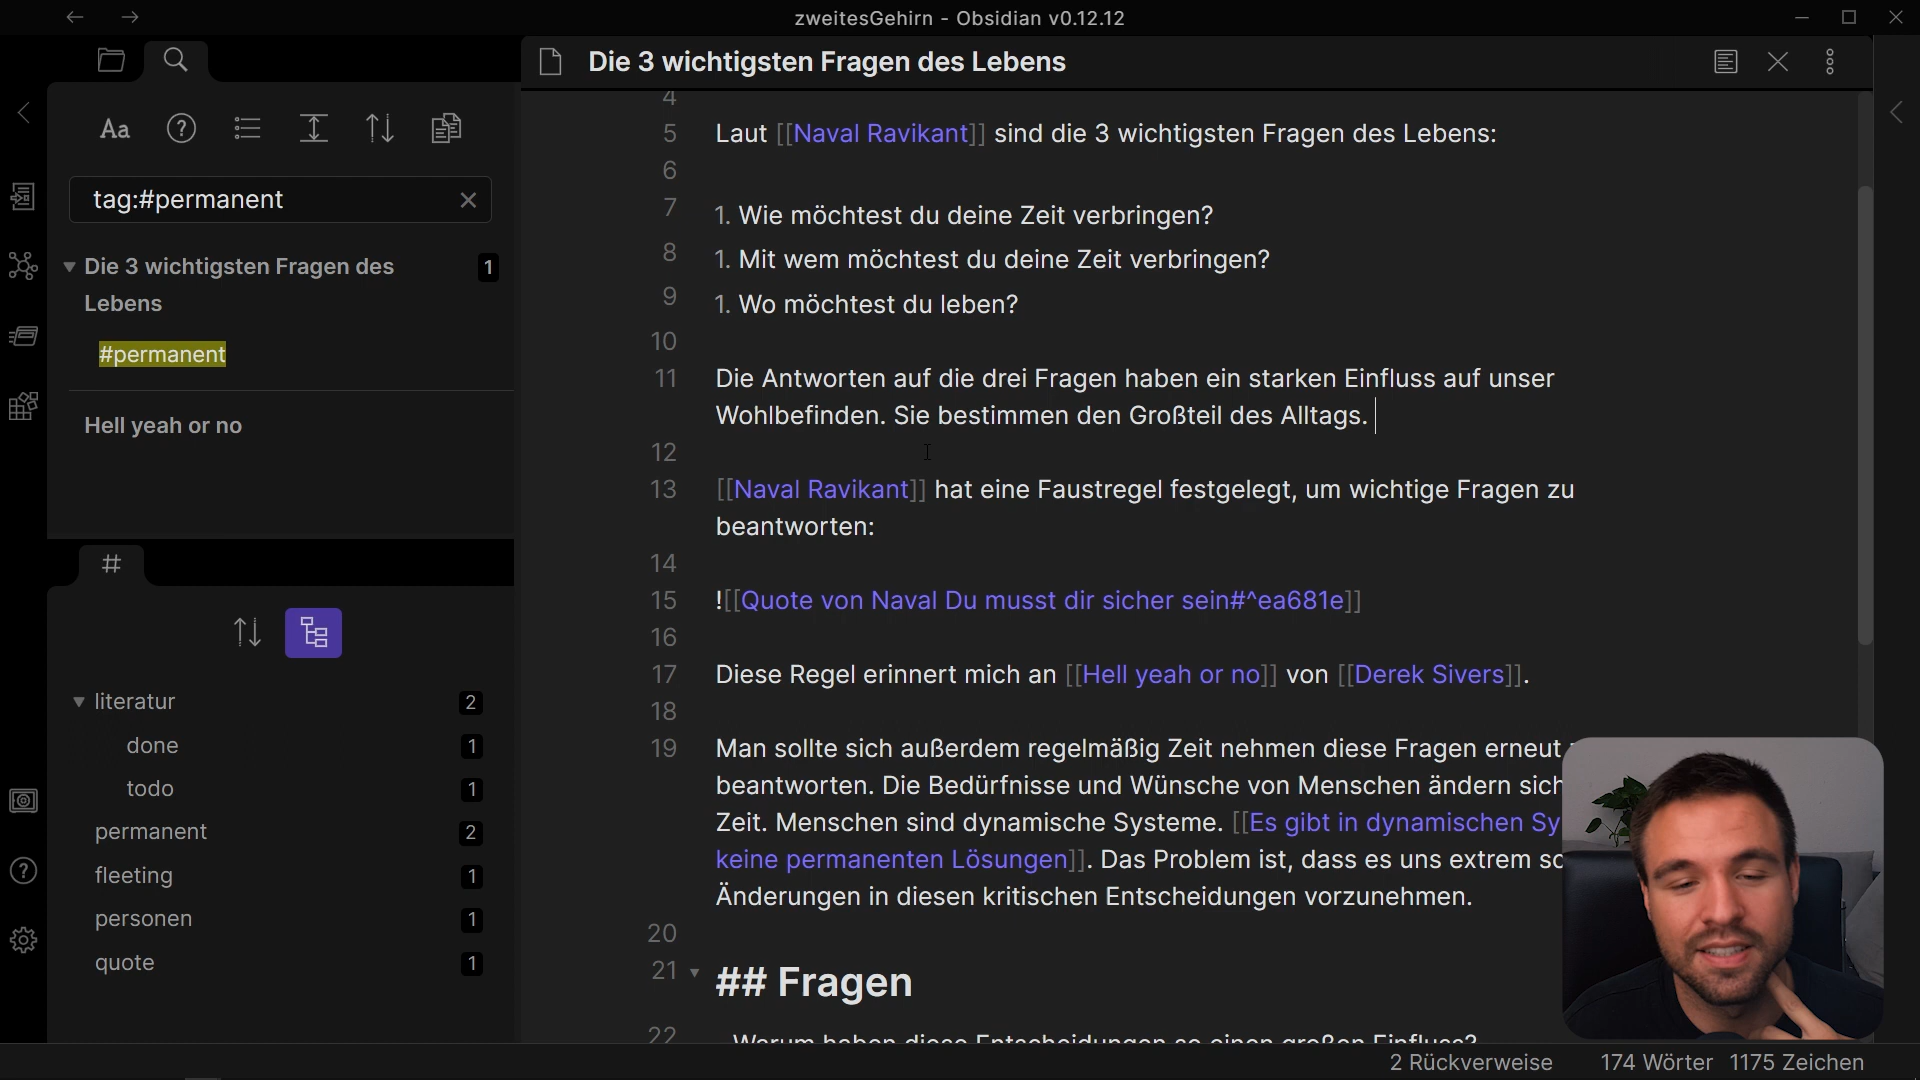 zweitesGehirn - Obsidian v0.12.12
Die 3 wichtigsten Fragen des Lebens
Aa
tag:#permanent
Die 3 wichtigsten Fragen des 1
Lebens
#permanent
Hell yeah or no
#
literatur 2
done 1
todo 1
permanent 2
fleeting 1
personen 1
quote 1
4
5 Laut [[Naval Ravikant]] sind die 3 wichtigsten Fragen des Lebens:
6
7 1. Wie möchtest du deine Zeit verbringen?
8 1. Mit wem möchtest du deine Zeit verbringen?
9 1. Wo möchtest du leben?
10
11 Die Antworten auf die drei Fragen haben ein starken Einfluss auf unser
Wohlbefinden. Sie bestimmen den Großteil des Alltags.
12
13 [[Naval Ravikant]] hat eine Faustregel festgelegt, um wichtige Fragen zu
beantworten:
14
15 ![[Quote von Naval Du musst dir sicher sein#^ea681e]]
16
17 Diese Regel erinnert mich an [[Hell yeah or no]] von [[Derek Sivers]].
18
19 Man sollte sich außerdem regelmäßig Zeit nehmen diese Fragen erneut
beantworten. Die Bedürfnisse und Wünsche von Menschen ändern sich
Zeit. Menschen sind dynamische Systeme. [[Es gibt in dynamischen Sy
keine permanenten Lösungen]]. Das Problem ist, dass es uns extrem sc
Änderungen in diesen kritischen Entscheidungen vorzunehmen.
20
21 ## Fragen
22 Warum haben diese Entscheidungen so einen großen Einfluss?
2 Rückverweise 174 Wörter 1175 Zeichen